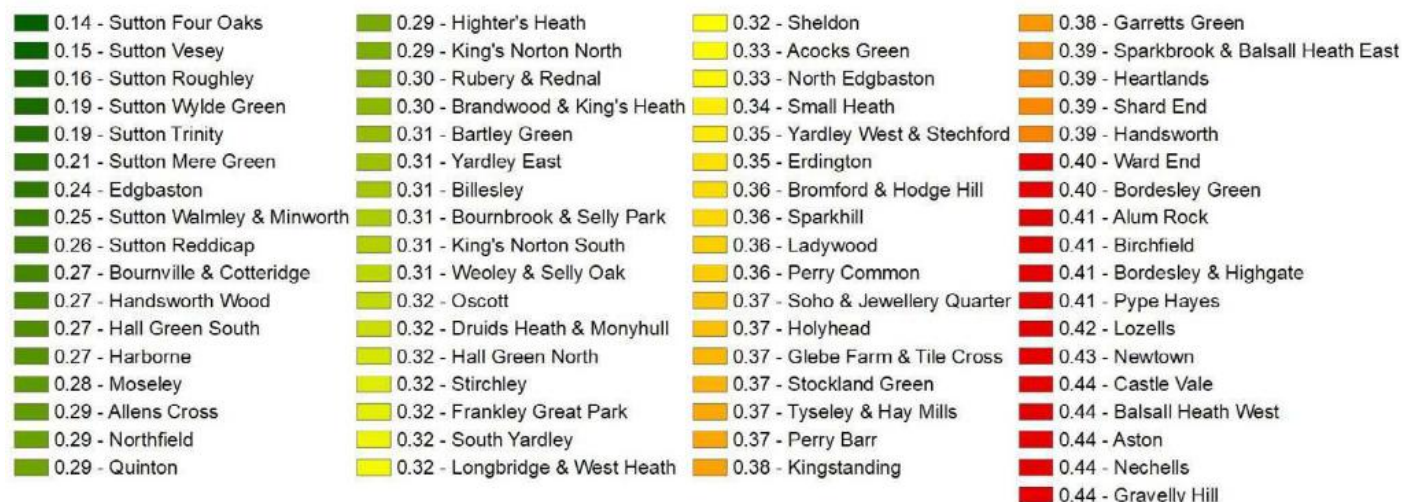 0.14 - Sutton Four Oaks
0.15 - Sutton Vesey
0.16 - Sutton Roughley
0.19 - Sutton Wylde Green
0.19 - Sutton Trinity
0.21 - Sutton Mere Green
0.24 - Edgbaston
0.25 - Sutton Walmley & Minworth
0.26 - Sutton Reddicap
0.27 - Bournville & Cotteridge
0.27 - Handsworth Wood
0.27 - Hall Green South
0.27 - Harborne
0.28 - Moseley
0.29 - Allens Cross
0.29 - Northfield
0.29 - Quinton
0.29 - Highter's Heath
0.29 - King's Norton North
0.30 - Rubery & Rednal
0.30 - Brandwood & King's Heath
0.31 - Bartley Green
0.31 - Yardley East
0.31 - Billesley
0.31 - Bournbrook & Selly Park
0.31 - King's Norton South
0.31 - Weoley & Selly Oak
0.32 - Oscott
0.32 - Druids Heath & Monyhull
0.32 - Hall Green North
0.32 - Stirchley
0.32 - Frankley Great Park
0.32 - South Yardley
0.32 - Longbridge & West Heath
0.32 - Sheldon
0.33 - Acocks Green
0.33 - North Edgbaston
0.34 - Small Heath
0.35 - Yardley West & Stechford
0.35 - Erdington
0.36 - Bromford & Hodge Hill
0.36 - Sparkhill
0.36 - Ladywood
0.36 - Perry Common
0.37 - Soho & Jewellery Quarter
0.37 - Holyhead
0.37 - Glebe Farm & Tile Cross
0.37 - Stockland Green
0.37 - Tyseley & Hay Mills
0.37 - Perry Barr
0.38 - Kingstanding
0.38 - Garretts Green
0.39 - Sparkbrook & Balsall Heath East
0.39 - Heartlands
0.39 - Shard End
0.39 - Handsworth
0.40 - Ward End
0.40 - Bordesley Green
0.41 - Alum Rock
0.41 - Birchfield
0.41 - Bordesley & Highgate
0.41 - Pype Hayes
0.42 - Lozells
0.43 - Newtown
0.44 - Castle Vale
0.44 - Balsall Heath West
0.44 - Aston
0.44 - Nechells
0.44 - Gravelly Hill